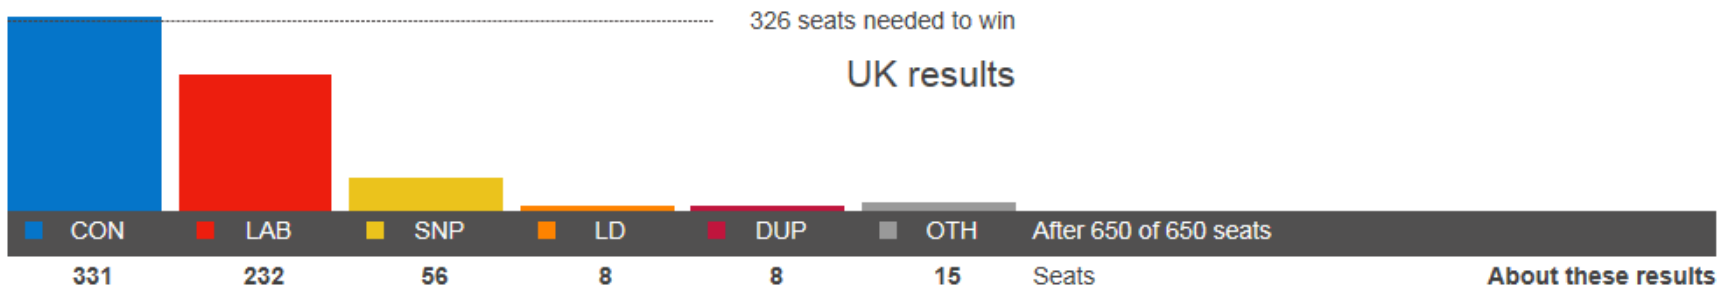 326 seats needed to win
UK results
CON LAB SNP LD DUP OTH After 650 of 650 seats
331 232 56 8 8 15 Seats About these results